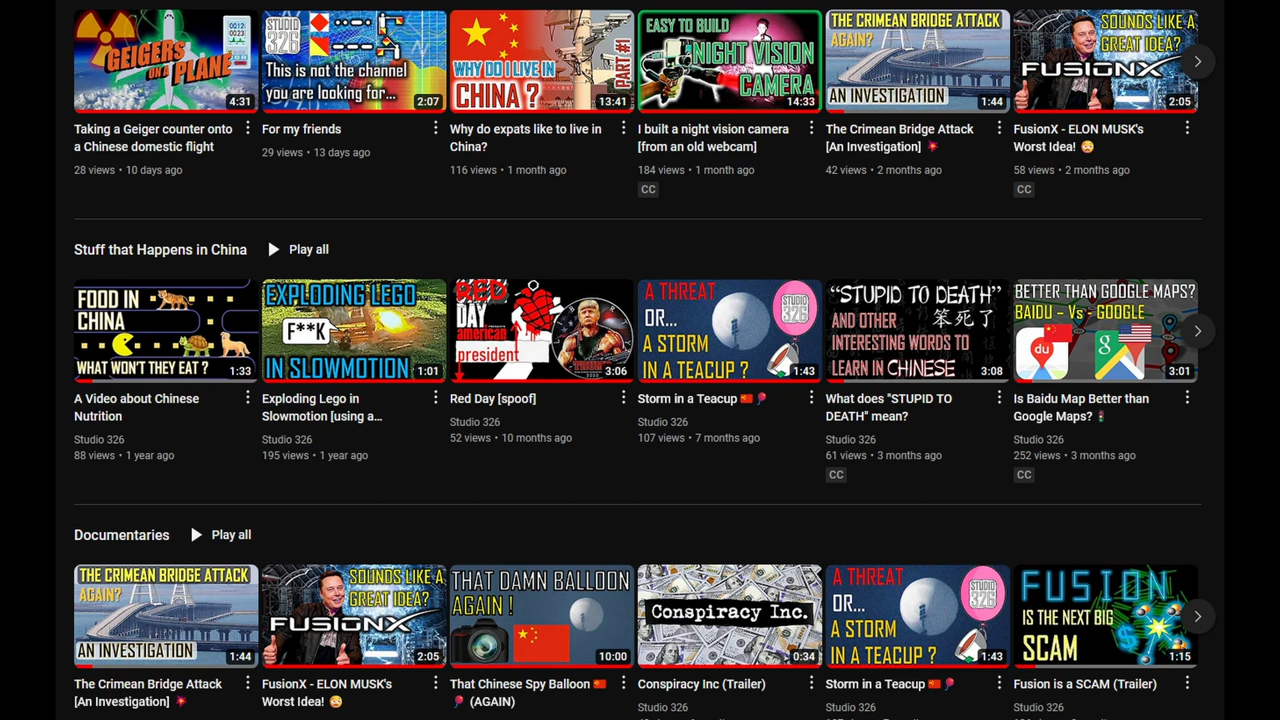 GEIGERS
ON A PLANE
0012
0023
4:31
STUDIO
326
This is not the channel
you are looking for...
2:07
WHY DO I LIVE IN
CHINA ?
PART #1
13:41
EASY TO BUILD
NIGHT VISION
CAMERA
14:33
THE CRIMEAN BRIDGE ATTACK
AGAIN?
AN INVESTIGATION
1:44
SOUNDS LIKE A
GREAT IDEA?
FUSIONX
2:05
Taking a Geiger counter onto
a Chinese domestic flight
28 views • 10 days ago
For my friends
29 views • 13 days ago
Why do expats like to live in
China?
116 views • 1 month ago
I built a night vision camera
[from an old webcam]
184 views • 1 month ago
CC
The Crimean Bridge Attack
[An Investigation]
42 views • 2 months ago
FusionX - ELON MUSK's
Worst Idea!
58 views • 2 months ago
CC
Stuff that Happens in China
Play all
FOOD IN
CHINA
WHAT WON'T THEY EAT ?
1:33
EXPLODING LEGO
F**K
IN SLOWMOTION
1:01
RED
DAY
american
president
3:06
A THREAT
OR...
A STORM
IN A TEACUP ?
STUDIO
326
1:43
"STUPID TO DEATH"
AND OTHER 笨死了
INTERESTING WORDS TO
LEARN IN CHINESE
3:08
BETTER THAN GOOGLE MAPS?
BAIDU - Vs - GOOGLE
du
g
3:01
A Video about Chinese
Nutrition
Studio 326
88 views • 1 year ago
Exploding Lego in
Slowmotion [using a...
Studio 326
195 views • 1 year ago
Red Day [spoof]
Studio 326
52 views • 10 months ago
Storm in a Teacup
Studio 326
107 views • 7 months ago
What does "STUPID TO
DEATH" mean?
Studio 326
61 views • 3 months ago
CC
Is Baidu Map Better than
Google Maps?
Studio 326
252 views • 3 months ago
CC
Documentaries
Play all
THE CRIMEAN BRIDGE ATTACK
AGAIN?
AN INVESTIGATION
1:44
SOUNDS LIKE A
GREAT IDEA?
FUSIONX
2:05
THAT DAMN BALLOON
AGAIN !
10:00
Conspiracy Inc.
0:34
A THREAT
OR...
A STORM
IN A TEACUP ?
STUDIO
326
1:43
FUSION
IS THE NEXT BIG
SCAM
1:15
The Crimean Bridge Attack
[An Investigation]
FusionX - ELON MUSK's
Worst Idea!
That Chinese Spy Balloon
(AGAIN)
Conspiracy Inc (Trailer)
Studio 326
Storm in a Teacup
Studio 326
Fusion is a SCAM (Trailer)
Studio 326